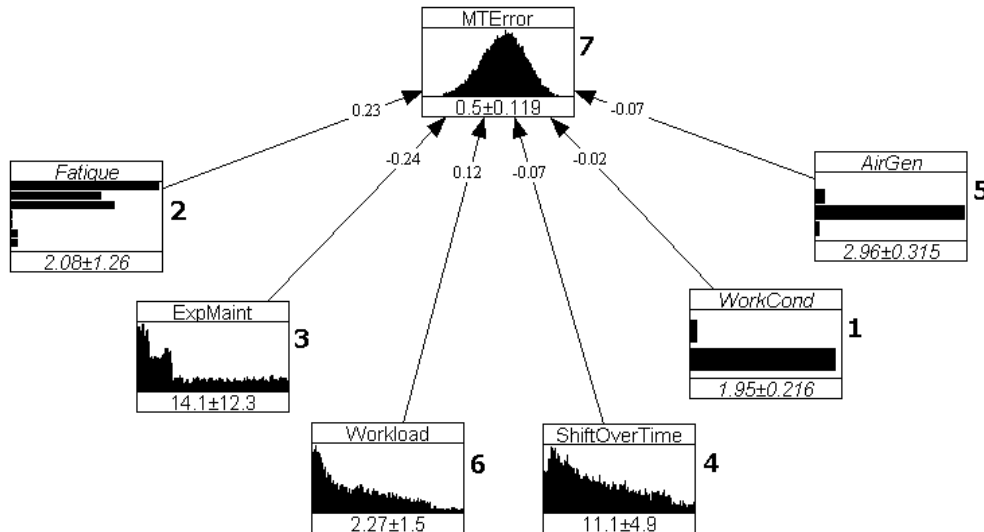 MTError
7
0.5±0.119
0.23
-0.24
0.12
-0.07
-0.02
-0.07
Fatique
2
2.08±1.26
AirGen
5
2.96±0.315
ExpMaint
3
14.1±12.3
WorkCond
1
1.95±0.216
Workload
6
2.27±1.5
ShiftOverTime
4
11.1±4.9